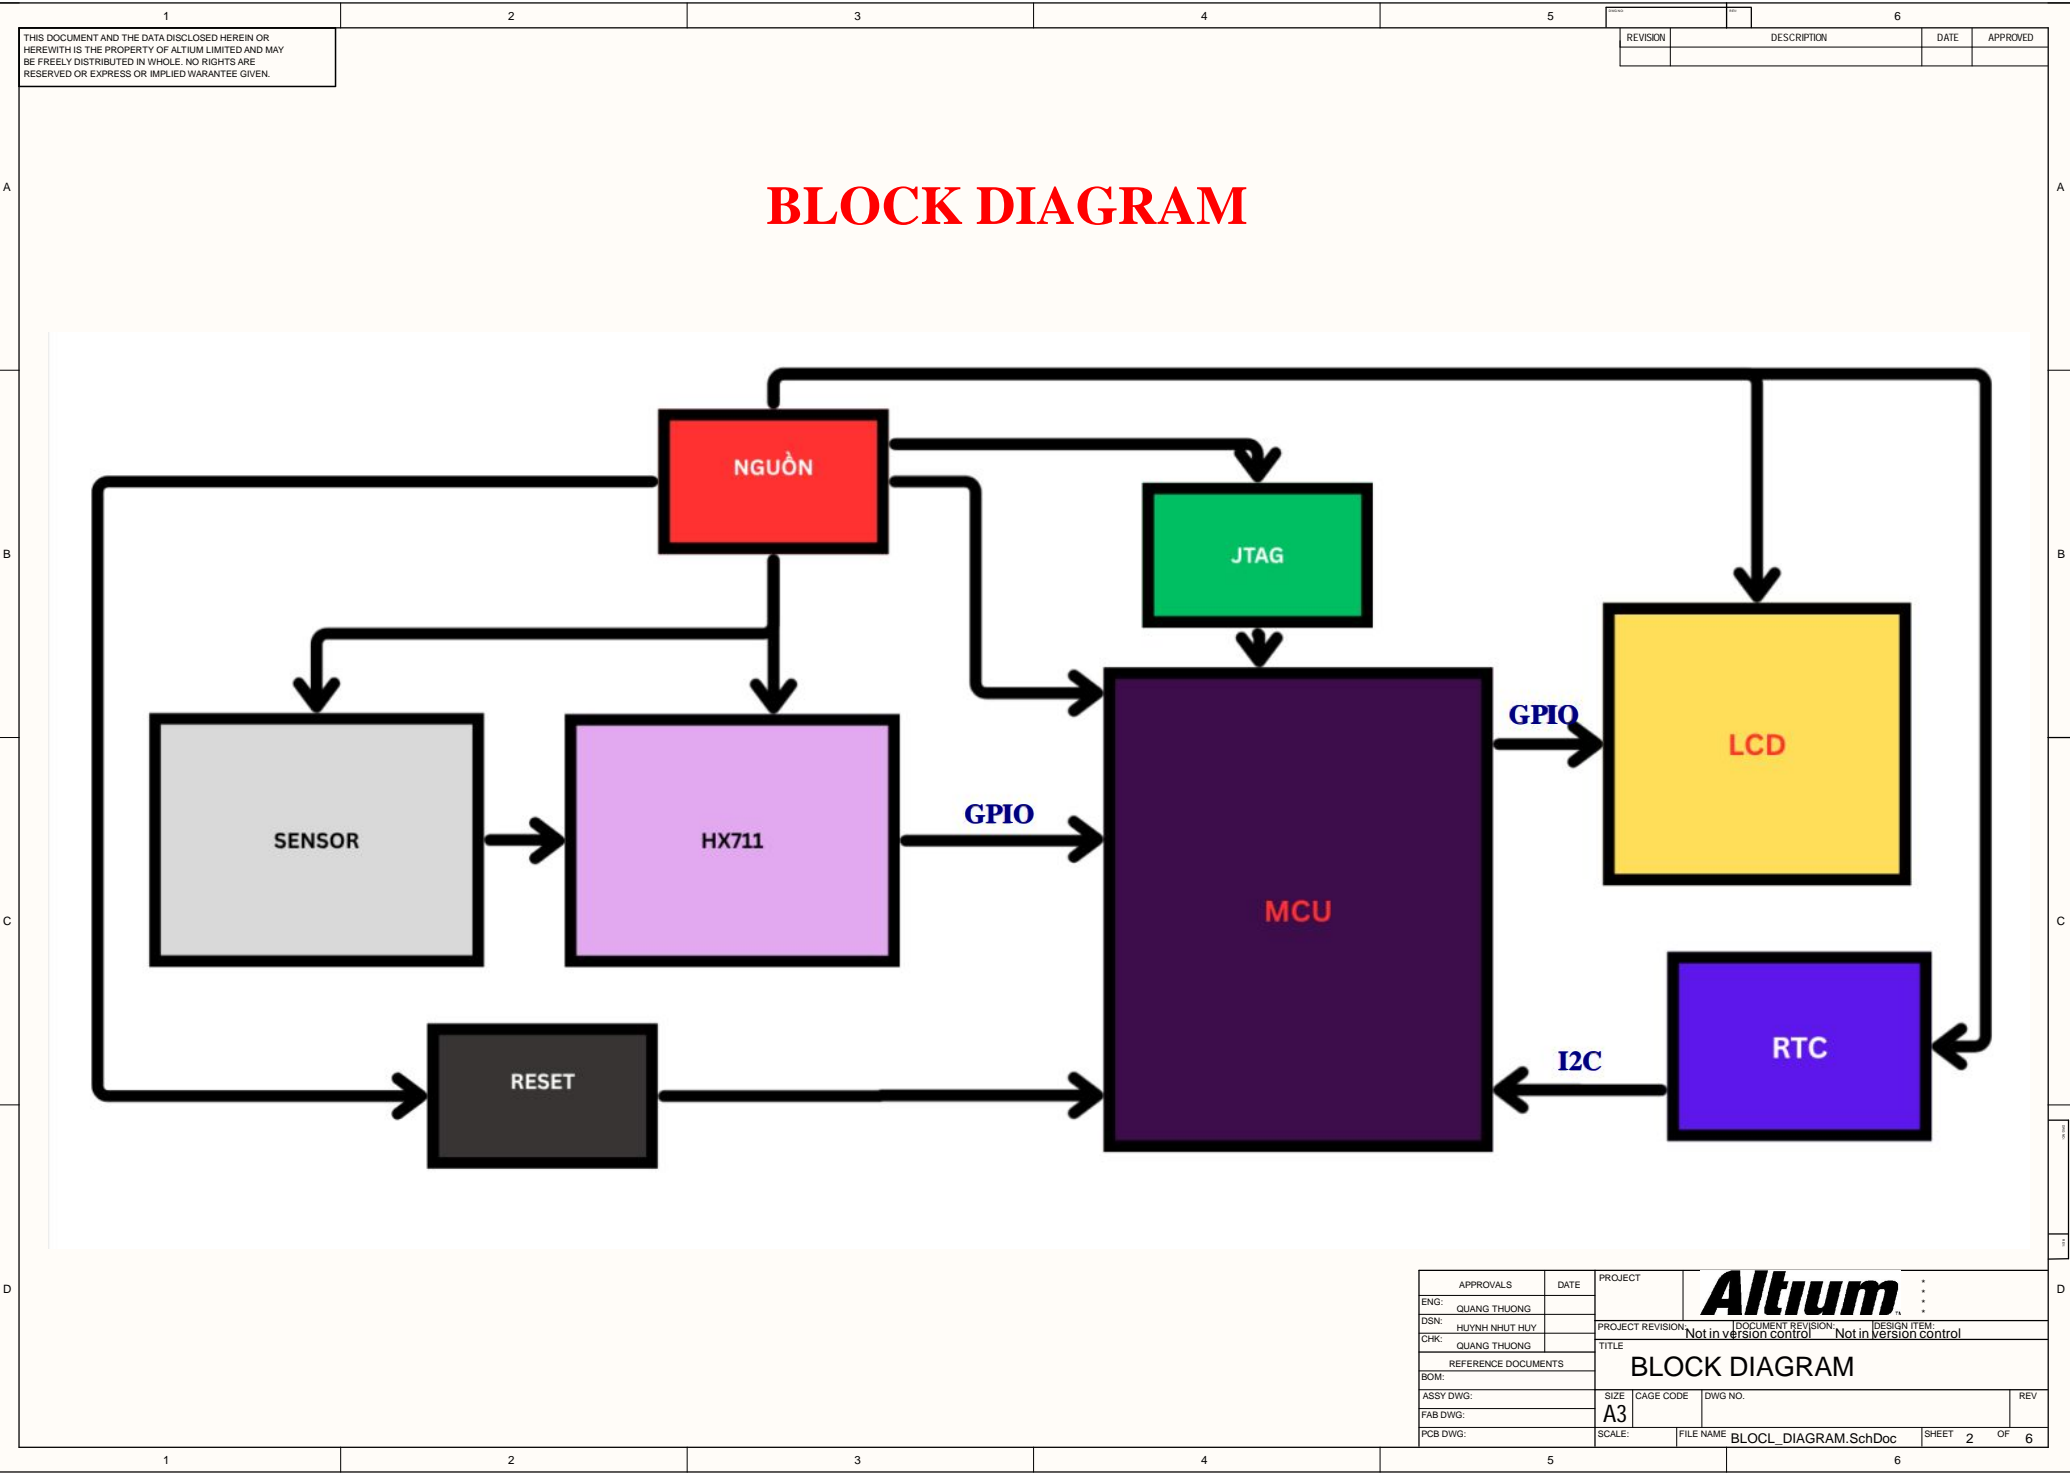 1 2 3 4 5 6
THIS DOCUMENT AND THE DATA DISCLOSED HEREIN OR
HEREWITH IS THE PROPERTY OF ALTIUM LIMITED AND MAY
BE FREELY DISTRIBUTED IN WHOLE. NO RIGHTS ARE
RESERVED OR EXPRESS OR IMPLIED WARANTEE GIVEN.
REVISION DESCRIPTION DATE APPROVED
A A
BLOCK DIAGRAM
NGUỒN
JTAG
B B
GPIO
LCD
GPIO
SENSOR
HX711
MCU
C C
RTC
I2C
RESET
D D
APPROVALS DATE
ENG: QUANG THUONG
DSN: HUYNH NHUT HUY
CHK: QUANG THUONG
REFERENCE DOCUMENTS
BOM:
ASSY DWG:
FAB DWG:
PCB DWG:
PROJECT
Altium
TM
*
*
*
*
PROJECT REVISION: DOCUMENT REVISION: DESIGN ITEM:
Not in version control Not in version control
TITLE
BLOCK DIAGRAM
SIZE CAGE CODE DWG NO. REV
A3
SCALE: FILE NAME BLOCL_DIAGRAM.SchDoc SHEET 2 OF 6
1 2 3 4 5 6